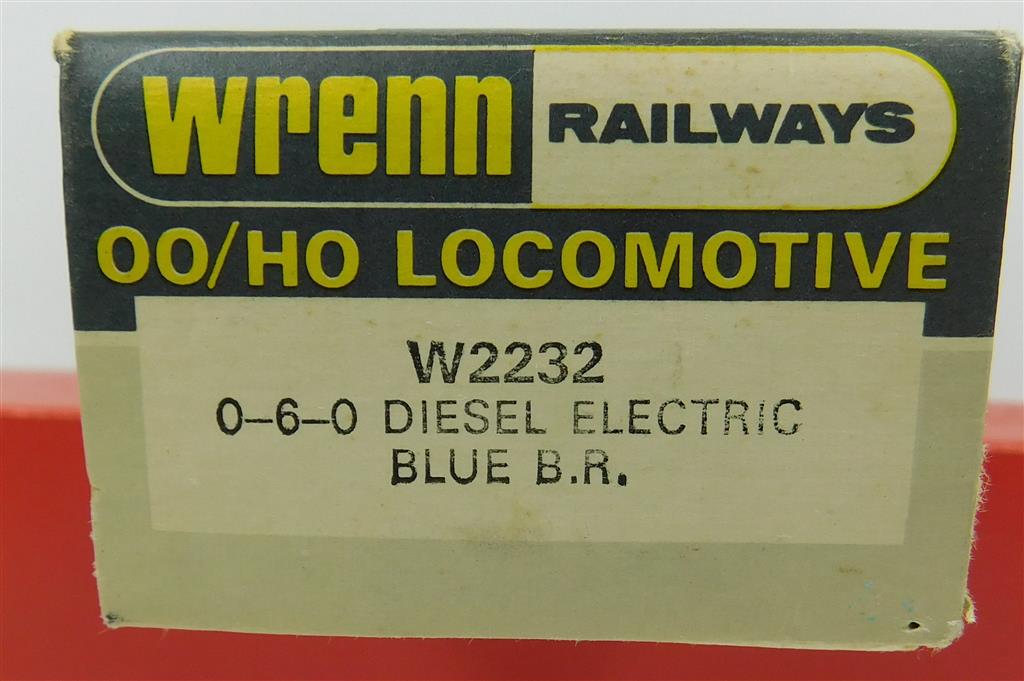 wrenn RAILWAYS
OO/HO LOCOMOTIVE
W2232
0-6-0 DIESEL ELECTRIC
BLUE B.R.